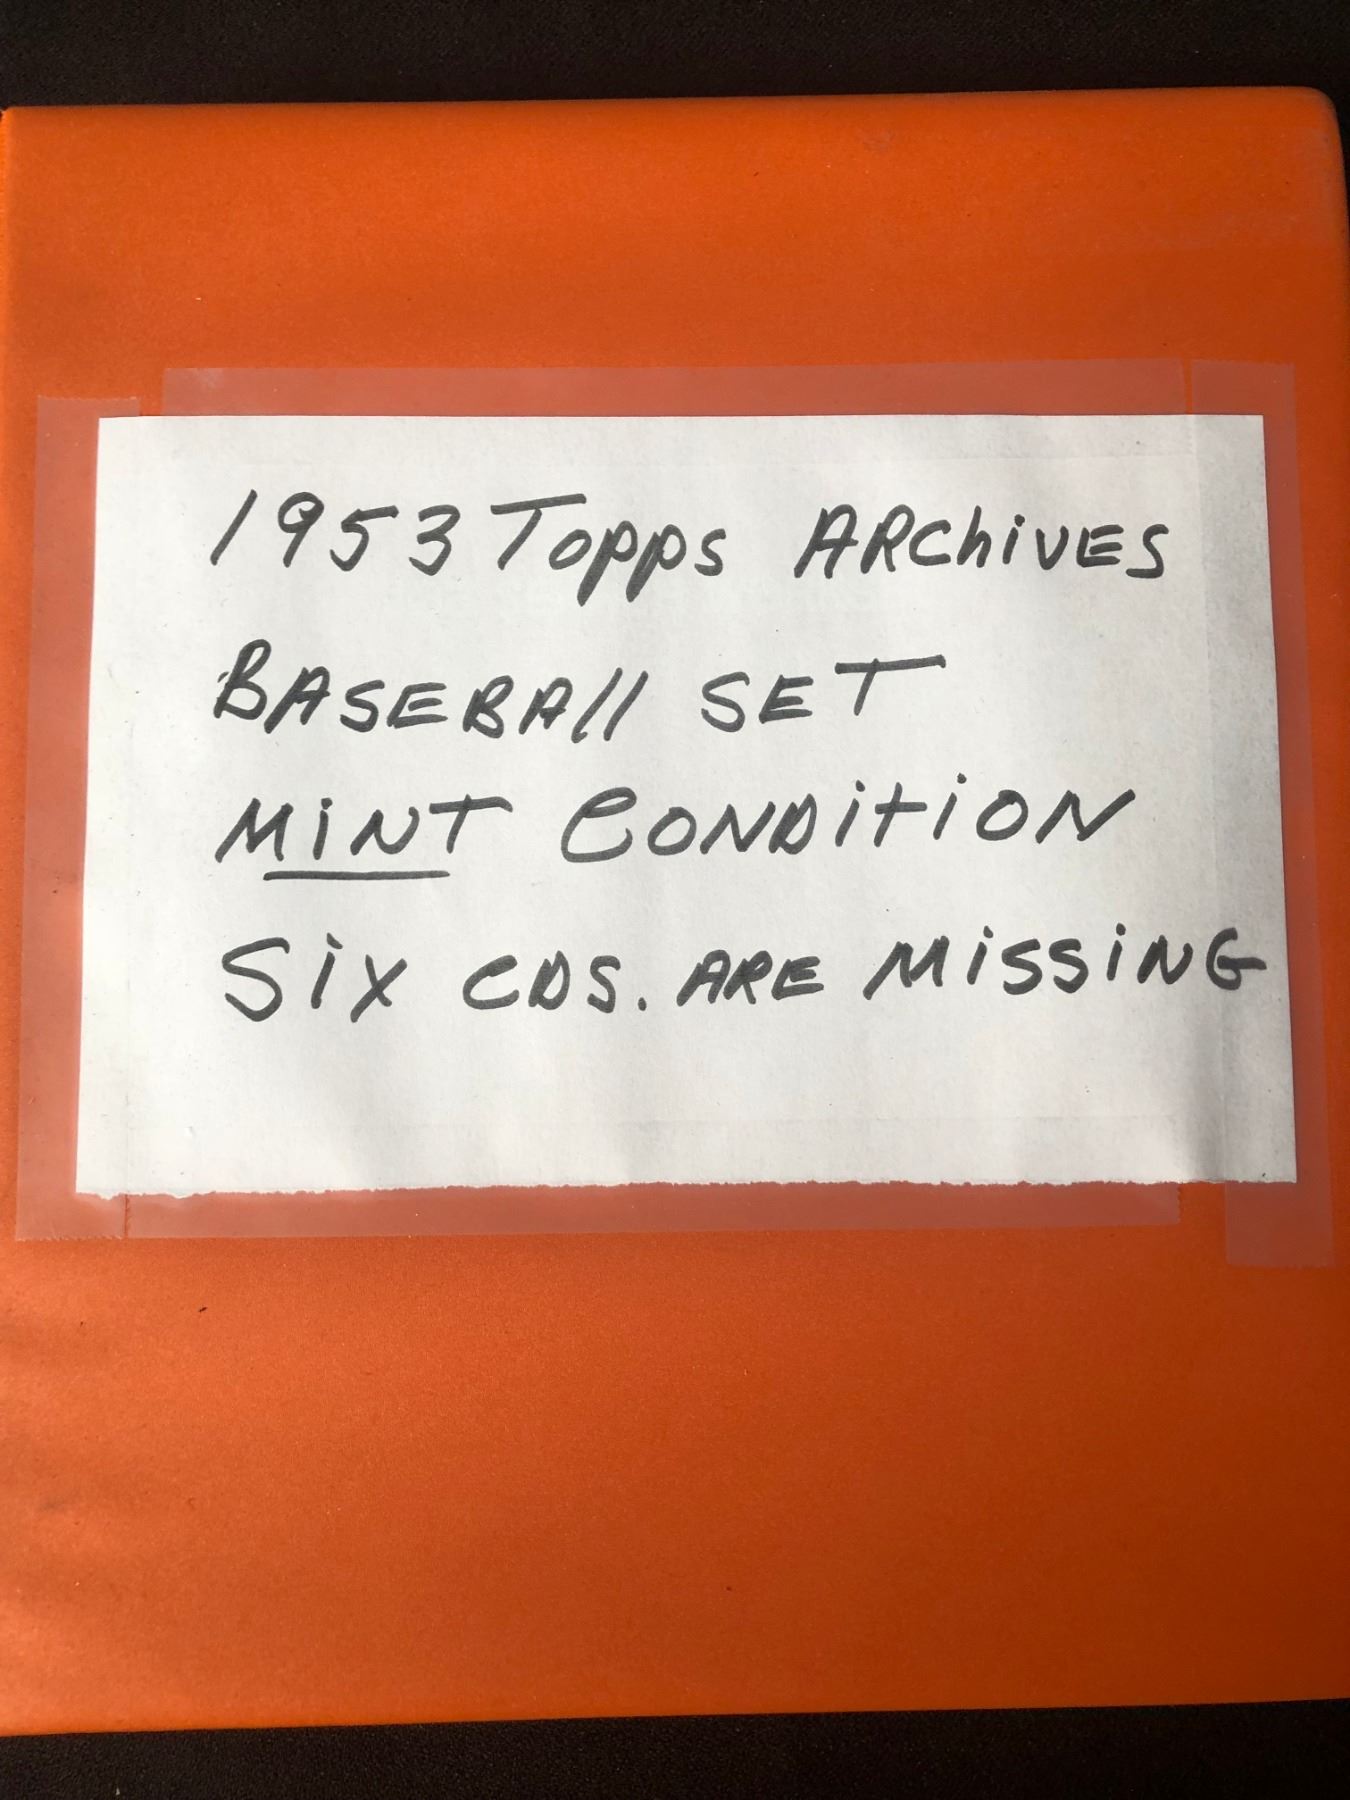 1953 Topps ARChiVES
BASEBAll SET
MiNT CONDiTiON
Six CDS. ARE MiSSiNG